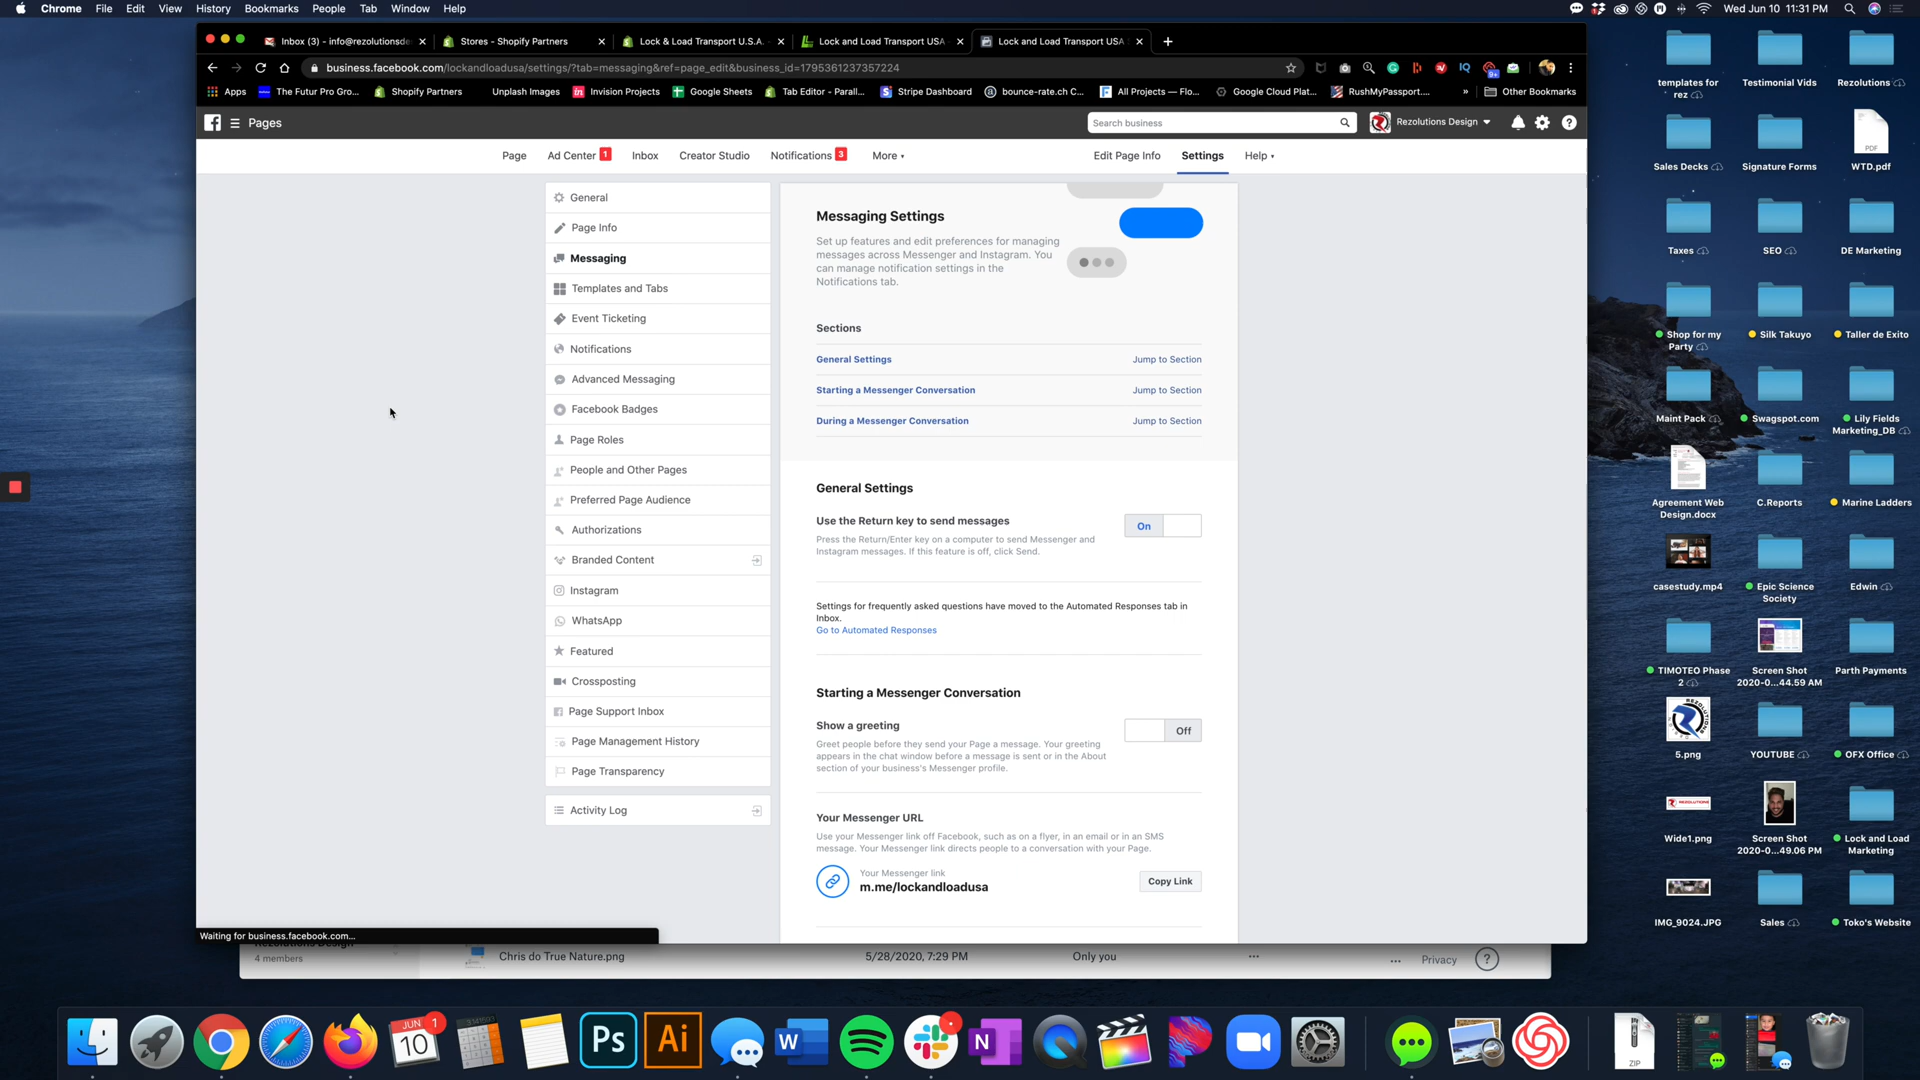 Chrome File Edit View History Bookmarks People Tab Window Help
Wed Jun 10 11:31 PM
Inbox (3) - info@rezolutionsde
Stores - Shopify Partners
Lock & Load Transport U.S.A. -
Lock and Load Transport USA -
Lock and Load Transport USA
business.facebook.com/lockandloadusa/settings/?tab=messaging&ref=page_edit&business_id=1795361237357224
Apps
The Futur Pro Gro...
Shopify Partners
Unplash Images
Invision Projects
Google Sheets
Tab Editor - Parall...
Stripe Dashboard
bounce-rate.ch C...
All Projects — Flo...
Google Cloud Plat...
RushMyPassport....
»
Other Bookmarks
Pages
Search business
Rezolutions Design
Page
Ad Center 1
Inbox
Creator Studio
Notifications 3
More
Edit Page Info
Settings
Help
General
Page Info
Messaging
Templates and Tabs
Event Ticketing
Notifications
Advanced Messaging
Facebook Badges
Page Roles
People and Other Pages
Preferred Page Audience
Authorizations
Branded Content
Instagram
WhatsApp
Featured
Crossposting
Page Support Inbox
Page Management History
Page Transparency
Activity Log
Messaging Settings
Set up features and edit preferences for managing
messages across Messenger and Instagram. You
can manage notification settings in the
Notifications tab.
Sections
General Settings Jump to Section
Starting a Messenger Conversation Jump to Section
During a Messenger Conversation Jump to Section
General Settings
Use the Return key to send messages
On
Press the Return/Enter key on a computer to send Messenger and
Instagram messages. If this feature is off, click Send.
Settings for frequently asked questions have moved to the Automated Responses tab in
Inbox.
Go to Automated Responses
Starting a Messenger Conversation
Show a greeting
Off
Greet people before they send your Page a message. Your greeting
appears in the chat window before a message is sent or in the About
section of your business's Messenger profile.
Your Messenger URL
Use your Messenger link off Facebook, such as on a flyer, in an email or in an SMS
message. Your Messenger link directs people to a conversation with your Page.
Your Messenger link
m.me/lockandloadusa
Copy Link
Waiting for business.facebook.com...
4 members
Chris do True Nature.png
5/28/2020, 7:29 PM
Only you
...
...
Privacy
?
templates for
rez
Testimonial Vids
Rezolutions
Sales Decks
Signature Forms
PDF
WTD.pdf
Taxes
SEO
DE Marketing
Shop for my
Party
Silk Takuyo
Taller de Exito
Maint Pack
Swagspot.com
Lily Fields
Marketing_DB
Agreement Web
Design.docx
C.Reports
Marine Ladders
casestudy.mp4
Epic Science
Society
Edwin
TIMOTEO Phase
2
Screen Shot
2020-0...44.59 AM
Parth Payments
5.png
YOUTUBE
OFX Office
Wide1.png
Screen Shot
2020-0...49.06 PM
Lock and Load
Marketing
IMG_9024.JPG
Sales
Toko's Website
JUN 1
10
Ps
Ai
W
N
ZIP